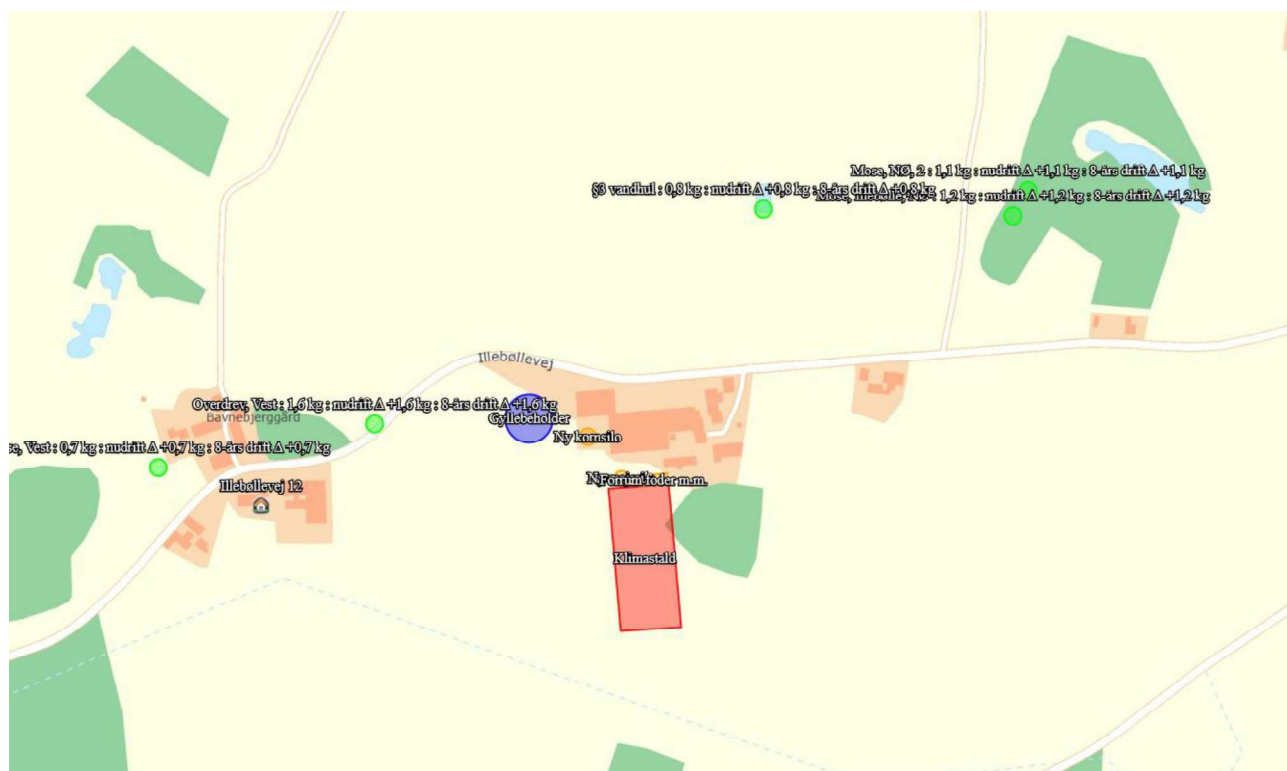 Mose, NØ, 2 : 1,1 kg : nudrift Δ +1,1 kg : 8-års drift Δ +1,1 kg
§3 vandhul : 0,8 kg : nudrift Δ +0,8 kg : 8-års drift Δ +0,8 kg
Mose, NØ : 1,2 kg : nudrift Δ +1,2 kg : 8-års drift Δ +1,2 kg
Illebøllevej
Overdrev, Vest : 1,6 kg : nudrift Δ +1,6 kg : 8-års drift Δ +1,6 kg
Bavnebjerggård
Gyllebeholder
Ny kornsilo
se, Vest : 0,7 kg : nudrift Δ +0,7 kg : 8-års drift Δ +0,7 kg
Illebøllevej 12
Forrum foder m.m.
Klimastald